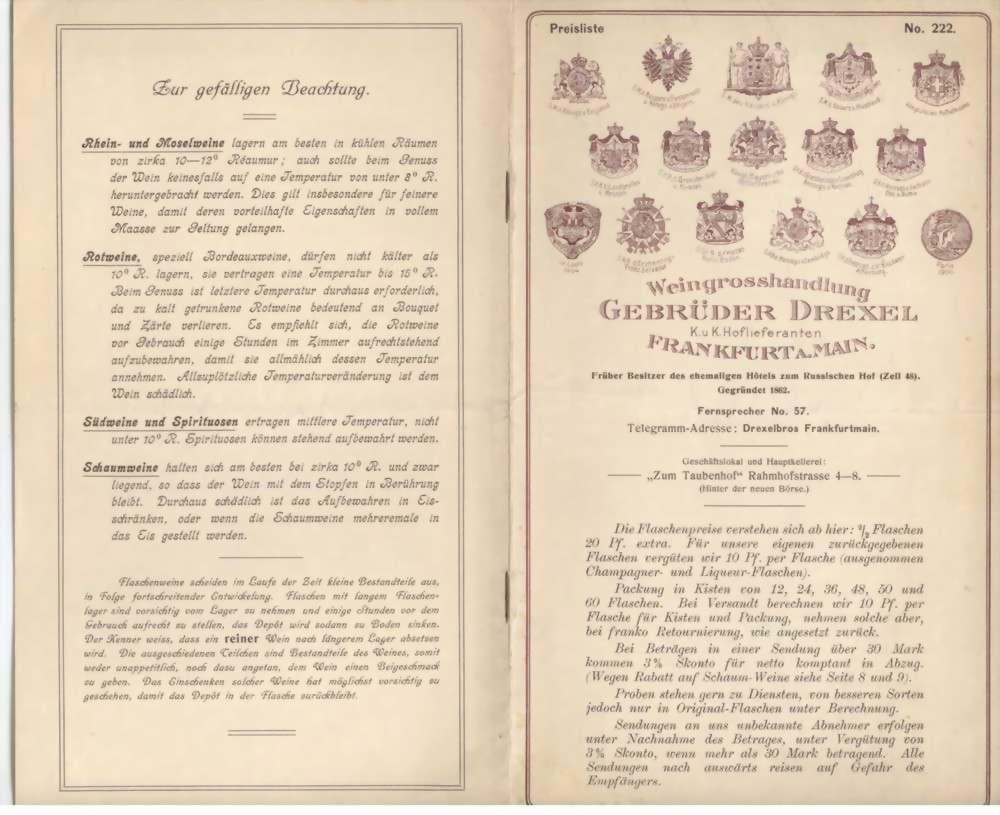 Zur gefälligen Beachtung.
Rhein- und Moselweine lagern am besten in kühlen Räumen
von zirka 10—12° Réaumur; auch sollte beim Genuss
der Wein keinesfalls auf eine Temperatur von unter 8° R.
heruntergebracht werden. Dies gilt insbesondere für feinere
Weine, damit deren vorteilhafte Eigenschaften in vollem
Maasse zur Geltung gelangen.
Rotweine, speziell Bordeauxweine, dürfen nicht kälter als
10° R. lagern, sie vertragen eine Temperatur bis 15° R.
Beim Genuss ist letztere Temperatur durchaus erforderlich,
da zu kalt getrunkene Rotweine bedeutend an Bouquet
und Zärte verlieren. Es empfiehlt sich, die Rotweine
vor Gebrauch einige Stunden im Zimmer aufrechtstehend
aufzubewahren, damit sie allmählich dessen Temperatur
annehmen. Allzuplötzliche Temperaturveränderung ist dem
Wein schädlich.
Südweine und Spirituosen ertragen mittlere Temperatur, nicht
unter 10° R. Spirituosen können stehend aufbewahrt werden.
Schaumweine halten sich am besten bei zirka 10° R. und zwar
liegend, so dass der Wein mit dem Stopfen in Berührung
bleibt. Durchaus schädlich ist das Aufbewahren in Eis-
schränken, oder wenn die Schaumweine mehreremale in
das Eis gestellt werden.
Flaschenweine scheiden im Laufe der Zeit kleine Bestandteile aus,
in Folge fortschreitender Entwickelung. Flaschen mit langem Flaschen-
lager sind vorsichtig vom Lager zu nehmen und einige Stunden vor dem
Gebrauch aufrecht zu stellen, das Depôt wird sodann zu Boden sinken.
Der Kenner weiss, dass ein reiner Wein nach längerem Lager absetzen
wird. Die ausgeschiedenen Teilchen sind Bestandteile des Weines, somit
weder unappetitlich, noch dazu angetan, dem Wein einen Beigeschmack
zu geben. Das Einschenken solcher Weine hat möglichst vorsichtig zu
geschehen, damit das Depôt in der Flasche zurückbleibt.
Preisliste No. 222.
Weingrosshandlung
GEBRÜDER DREXEL
K. u K. Hoflieferanten
FRANKFURT A. MAIN.
Früher Besitzer des ehemaligen Hôtels zum Russischen Hof (Zeil 48).
Gegründet 1862.
Fernsprecher No. 57.
Telegramm-Adresse: Drexelbros Frankfurtmain.
Geschäftslokal und Hauptkellerei:
„Zum Taubenhof“ Rahmhofstrasse 4—8.
(Hinter der neuen Börse.)
Die Flaschenpreise verstehen sich ab hier: 2/2 Flaschen
20 Pf. extra. Für unsere eigenen zurückgegebenen
Flaschen vergüten wir 10 Pf. per Flasche (ausgenommen
Champagner- und Liqueur-Flaschen).
Packung in Kisten von 12, 24, 36, 48, 50 und
60 Flaschen. Bei Versandt berechnen wir 10 Pf. per
Flasche für Kisten und Packung, nehmen solche aber,
bei franko Retournierung, wie angesetzt zurück.
Bei Beträgen in einer Sendung über 30 Mark
kommen 3% Skonto für netto komptant in Abzug.
(Wegen Rabatt auf Schaum-Weine siehe Seite 8 und 9).
Proben stehen gern zu Diensten, von besseren Sorten
jedoch nur in Original-Flaschen unter Berechnung.
Sendungen an uns unbekannte Abnehmer erfolgen
unter Nachnahme des Betrages, unter Vergütung von
3% Skonto, wenn mehr als 30 Mark betragend. Alle
Sendungen nach auswärts reisen auf Gefahr des
Empfängers.